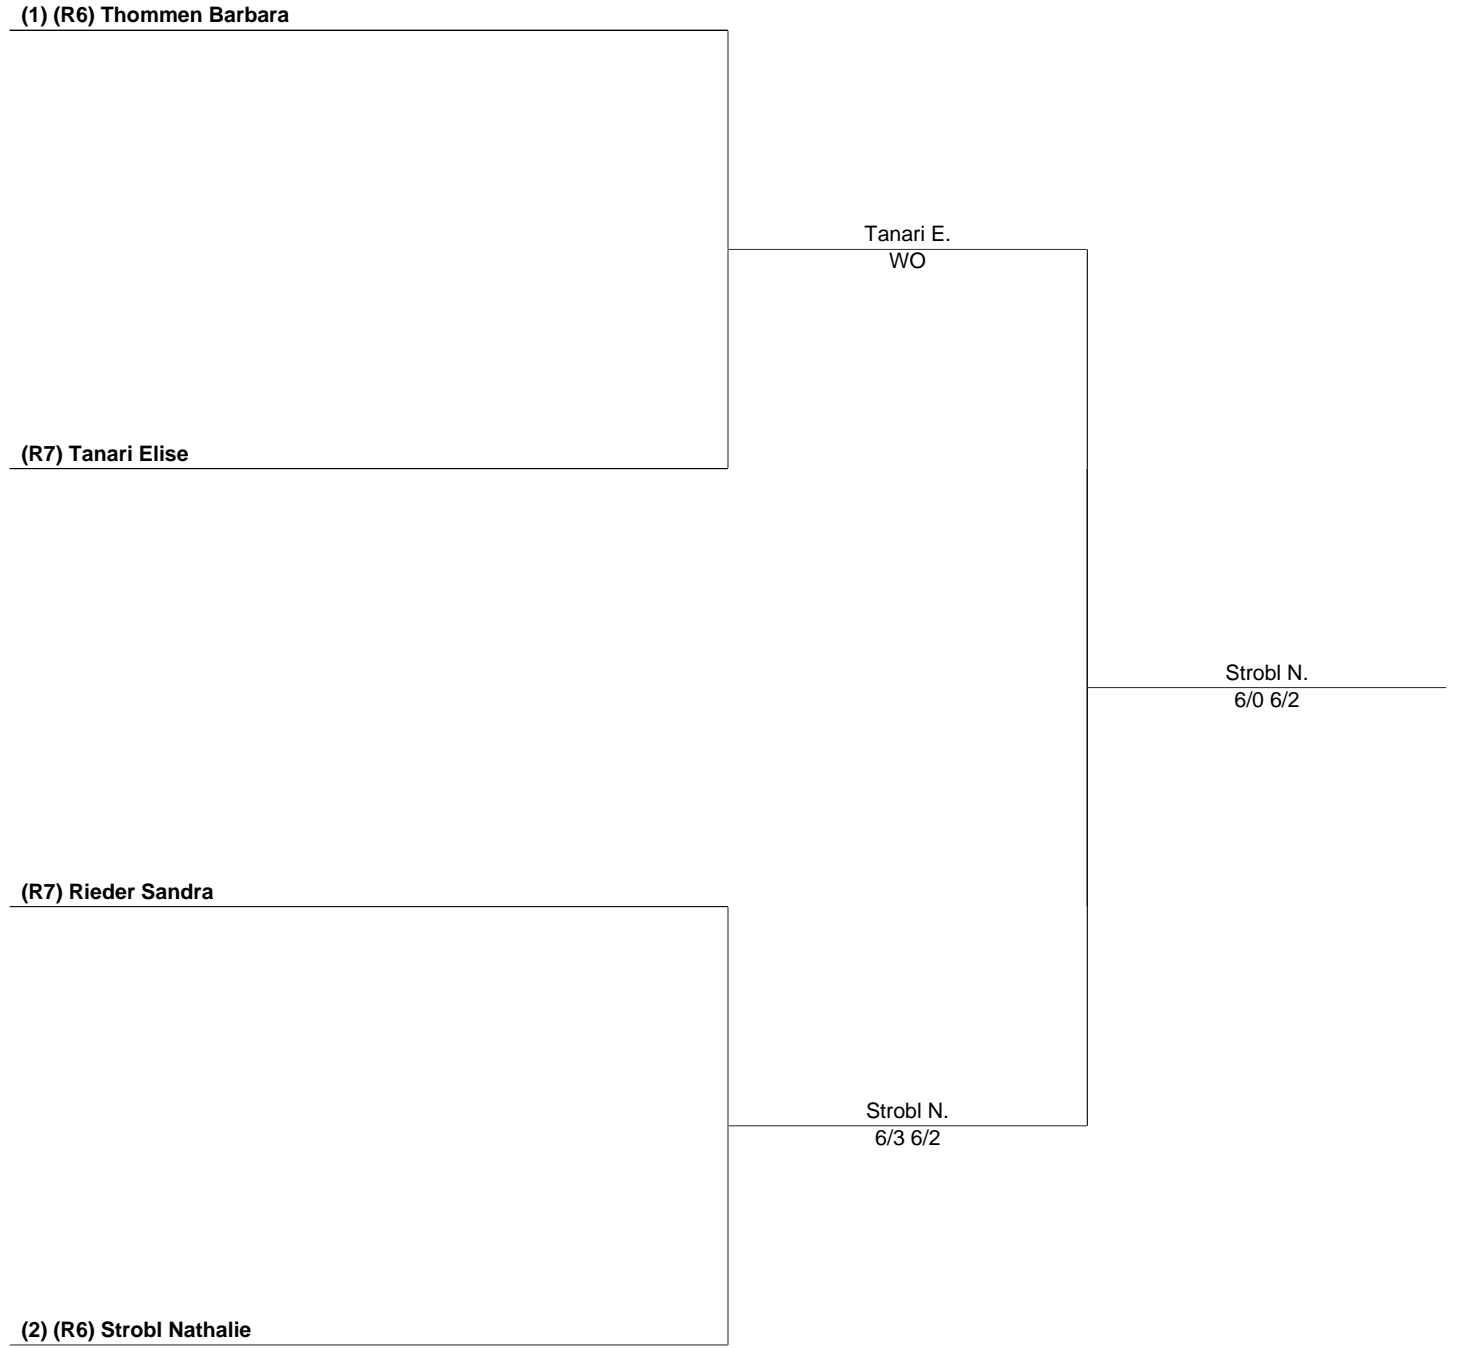 (1) (R6) Thommen Barbara
Tanari E.
WO
(R7) Tanari Elise
Strobl N.
6/0 6/2
(R7) Rieder Sandra
Strobl N.
6/3 6/2
(2) (R6) Strobl Nathalie